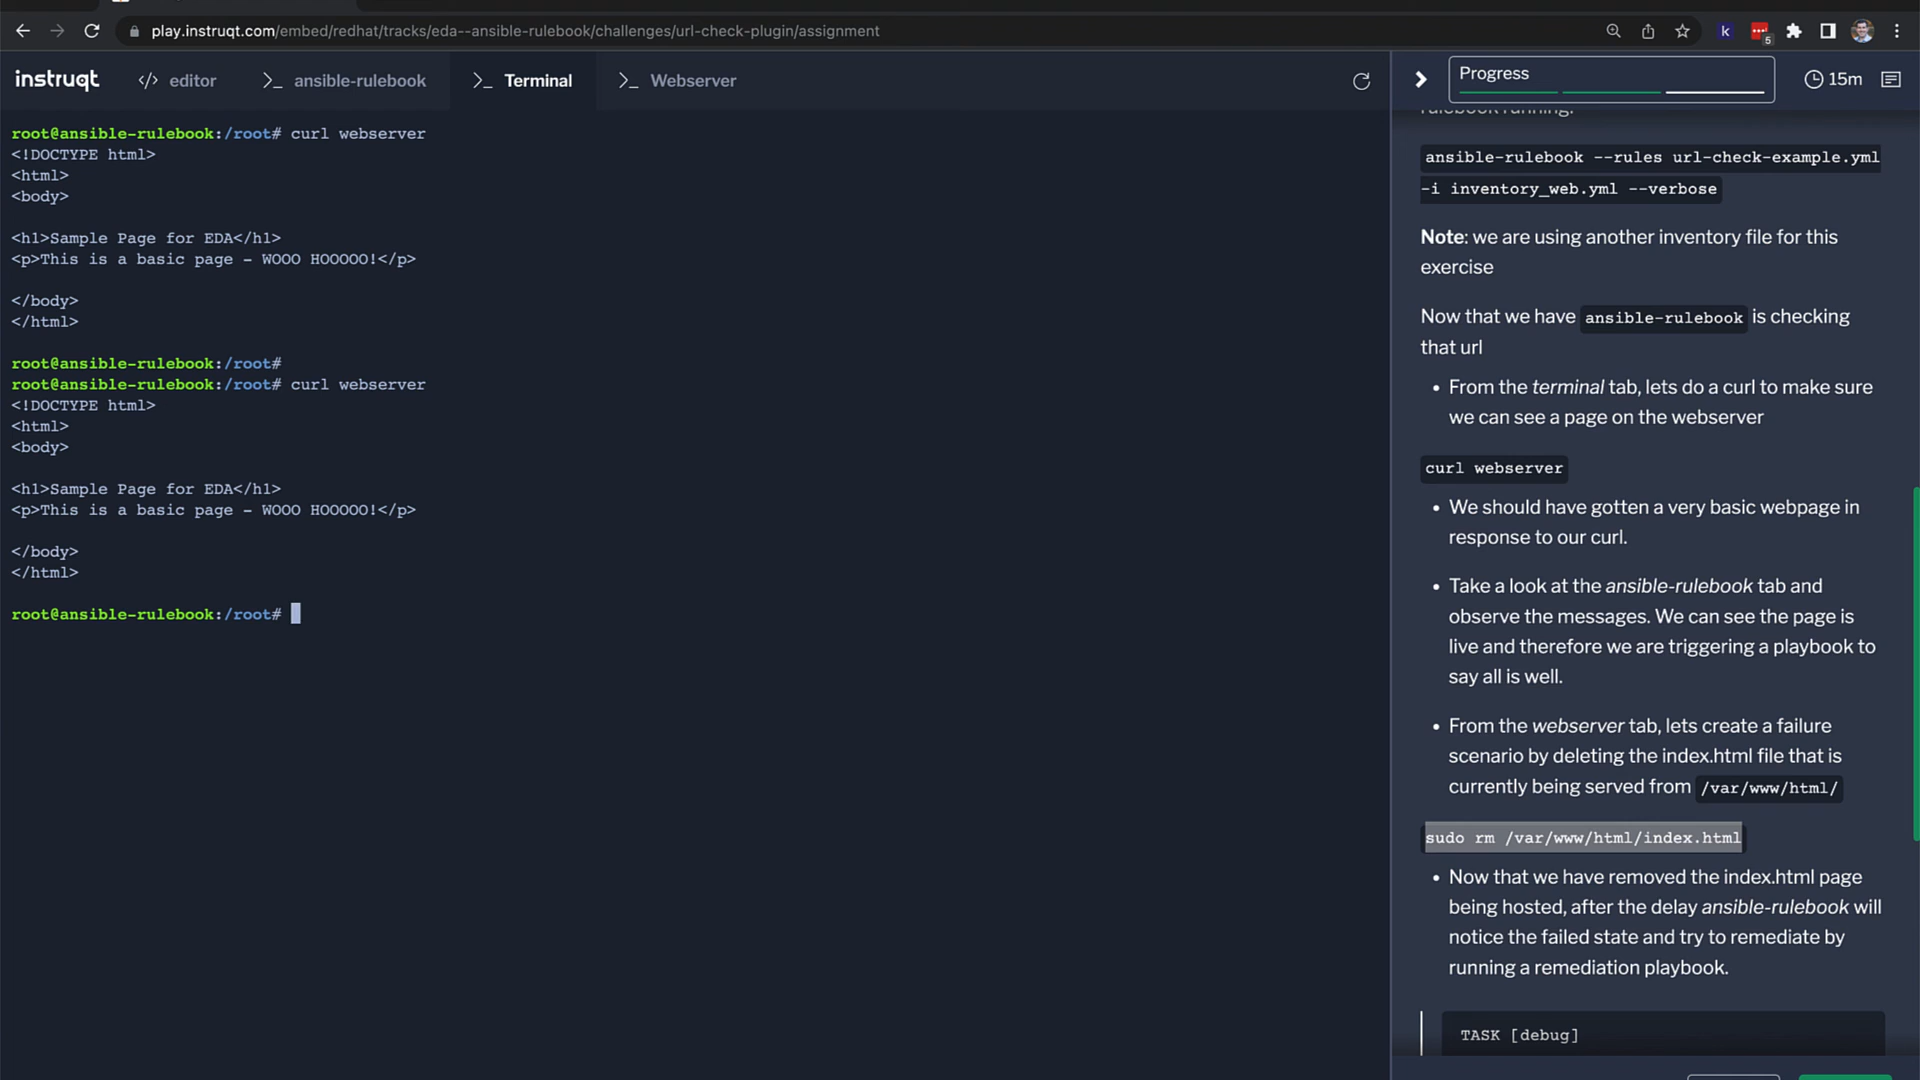 play.instruqt.com/embed/redhat/tracks/eda--ansible-rulebook/challenges/url-check-plugin/assignment
k
5
instruqt
</> editor
>_ ansible-rulebook
>_ Terminal
>_ Webserver
Progress
15m
root@ansible-rulebook:/root# curl webserver
<!DOCTYPE html>
<html>
<body>
<h1>Sample Page for EDA</h1>
<p>This is a basic page - WOOO HOOOOO!</p>
</body>
</html>
root@ansible-rulebook:/root#
root@ansible-rulebook:/root# curl webserver
<!DOCTYPE html>
<html>
<body>
<h1>Sample Page for EDA</h1>
<p>This is a basic page - WOOO HOOOOO!</p>
</body>
</html>
root@ansible-rulebook:/root#
rulebook running.
ansible-rulebook --rules url-check-example.yml
-i inventory_web.yml --verbose
Note: we are using another inventory file for this
exercise
Now that we have ansible-rulebook is checking
that url
• From the terminal tab, lets do a curl to make sure
we can see a page on the webserver
curl webserver
• We should have gotten a very basic webpage in
response to our curl.
• Take a look at the ansible-rulebook tab and
observe the messages. We can see the page is
live and therefore we are triggering a playbook to
say all is well.
• From the webserver tab, lets create a failure
scenario by deleting the index.html file that is
currently being served from /var/www/html/
sudo rm /var/www/html/index.html
• Now that we have removed the index.html page
being hosted, after the delay ansible-rulebook will
notice the failed state and try to remediate by
running a remediation playbook.
TASK [debug]